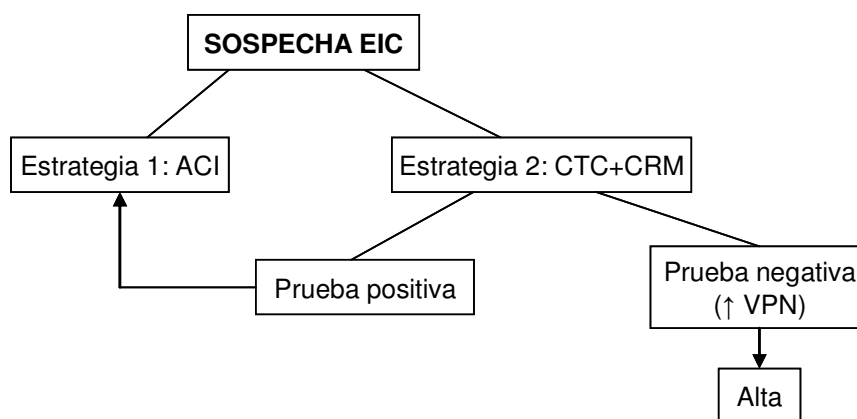 SOSPECHA EIC
Estrategia 1: ACI
Estrategia 2: CTC+CRM
Prueba positiva
Prueba negativa
(↑ VPN)
Alta